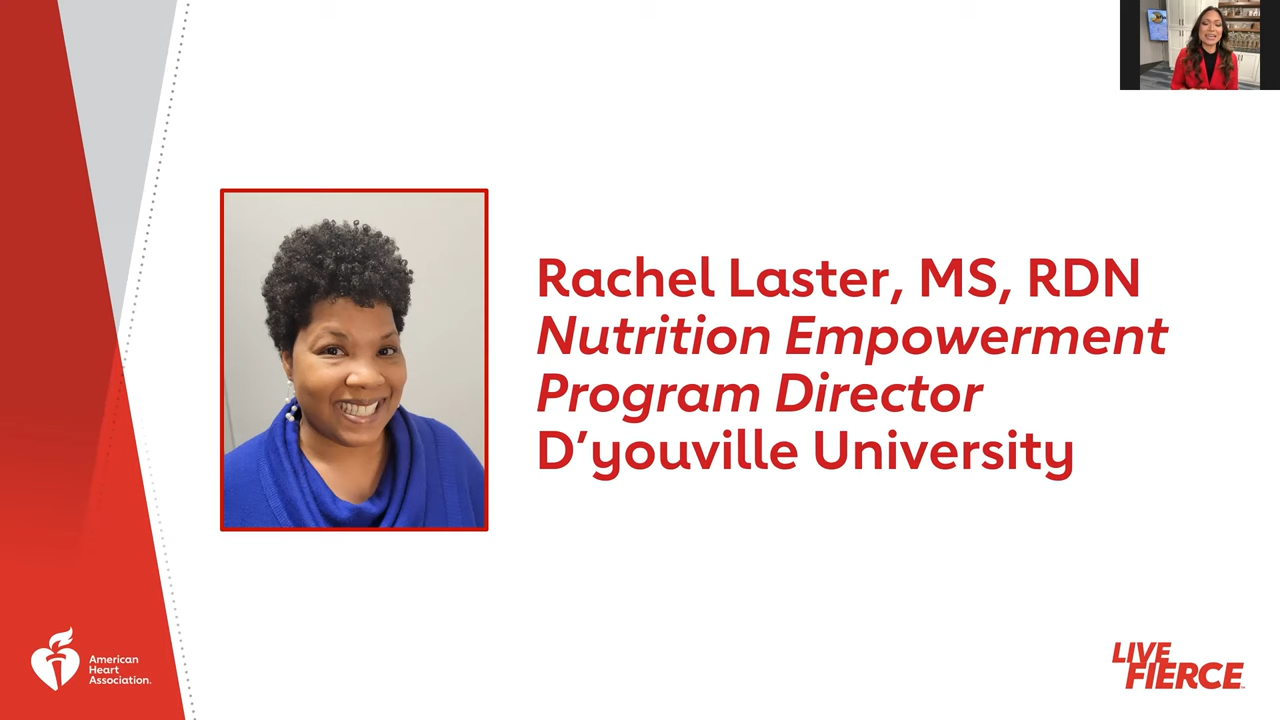 Rachel Laster, MS, RDN
Nutrition Empowerment
Program Director
D’youville University
American
Heart
Association.
LIVE
FIERCE